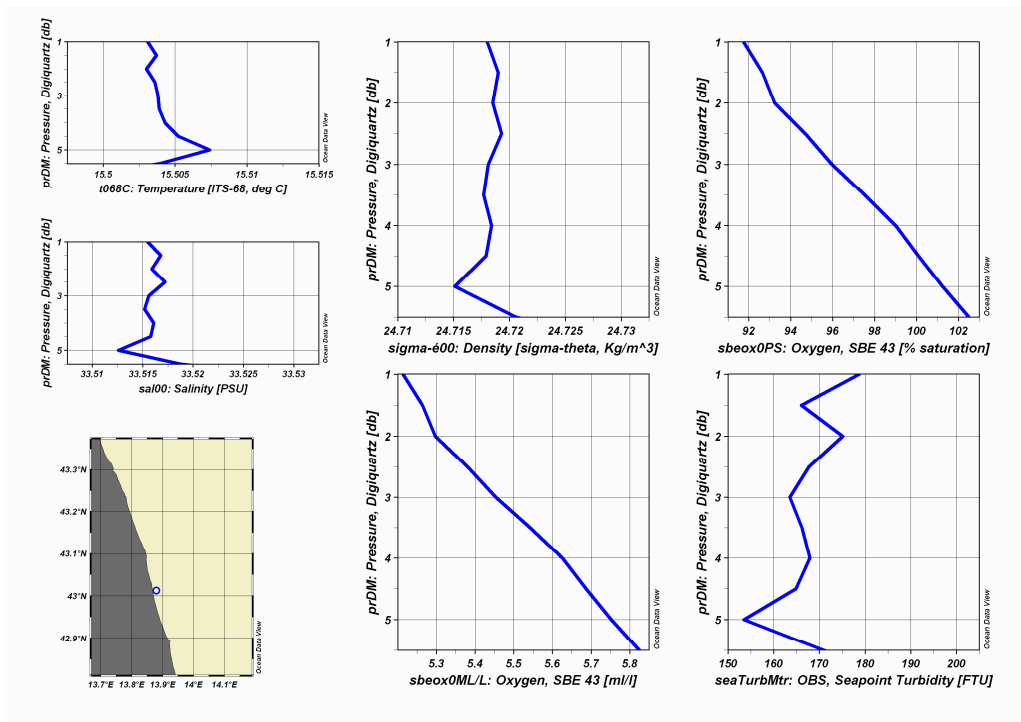 prDM: Pressure, Digiquartz [db]
1
3
5
15.5 15.505 15.51 15.515
t068C: Temperature [ITS-68, deg C]
Ocean Data View
prDM: Pressure, Digiquartz [db]
1
3
5
33.51 33.515 33.52 33.525 33.53
sal00: Salinity [PSU]
Ocean Data View
43.3°N
43.2°N
43.1°N
43°N
42.9°N
13.7°E 13.8°E 13.9°E 14°E 14.1°E
Ocean Data View
prDM: Pressure, Digiquartz [db]
1
2
3
4
5
24.71 24.715 24.72 24.725 24.73
sigma-é00: Density [sigma-theta, Kg/m^3]
Ocean Data View
prDM: Pressure, Digiquartz [db]
1
2
3
4
5
5.3 5.4 5.5 5.6 5.7 5.8
sbeox0ML/L: Oxygen, SBE 43 [ml/l]
Ocean Data View
prDM: Pressure, Digiquartz [db]
1
2
3
4
5
92 94 96 98 100 102
sbeox0PS: Oxygen, SBE 43 [% saturation]
Ocean Data View
prDM: Pressure, Digiquartz [db]
1
2
3
4
5
150 160 170 180 190 200
seaTurbMtr: OBS, Seapoint Turbidity [FTU]
Ocean Data View